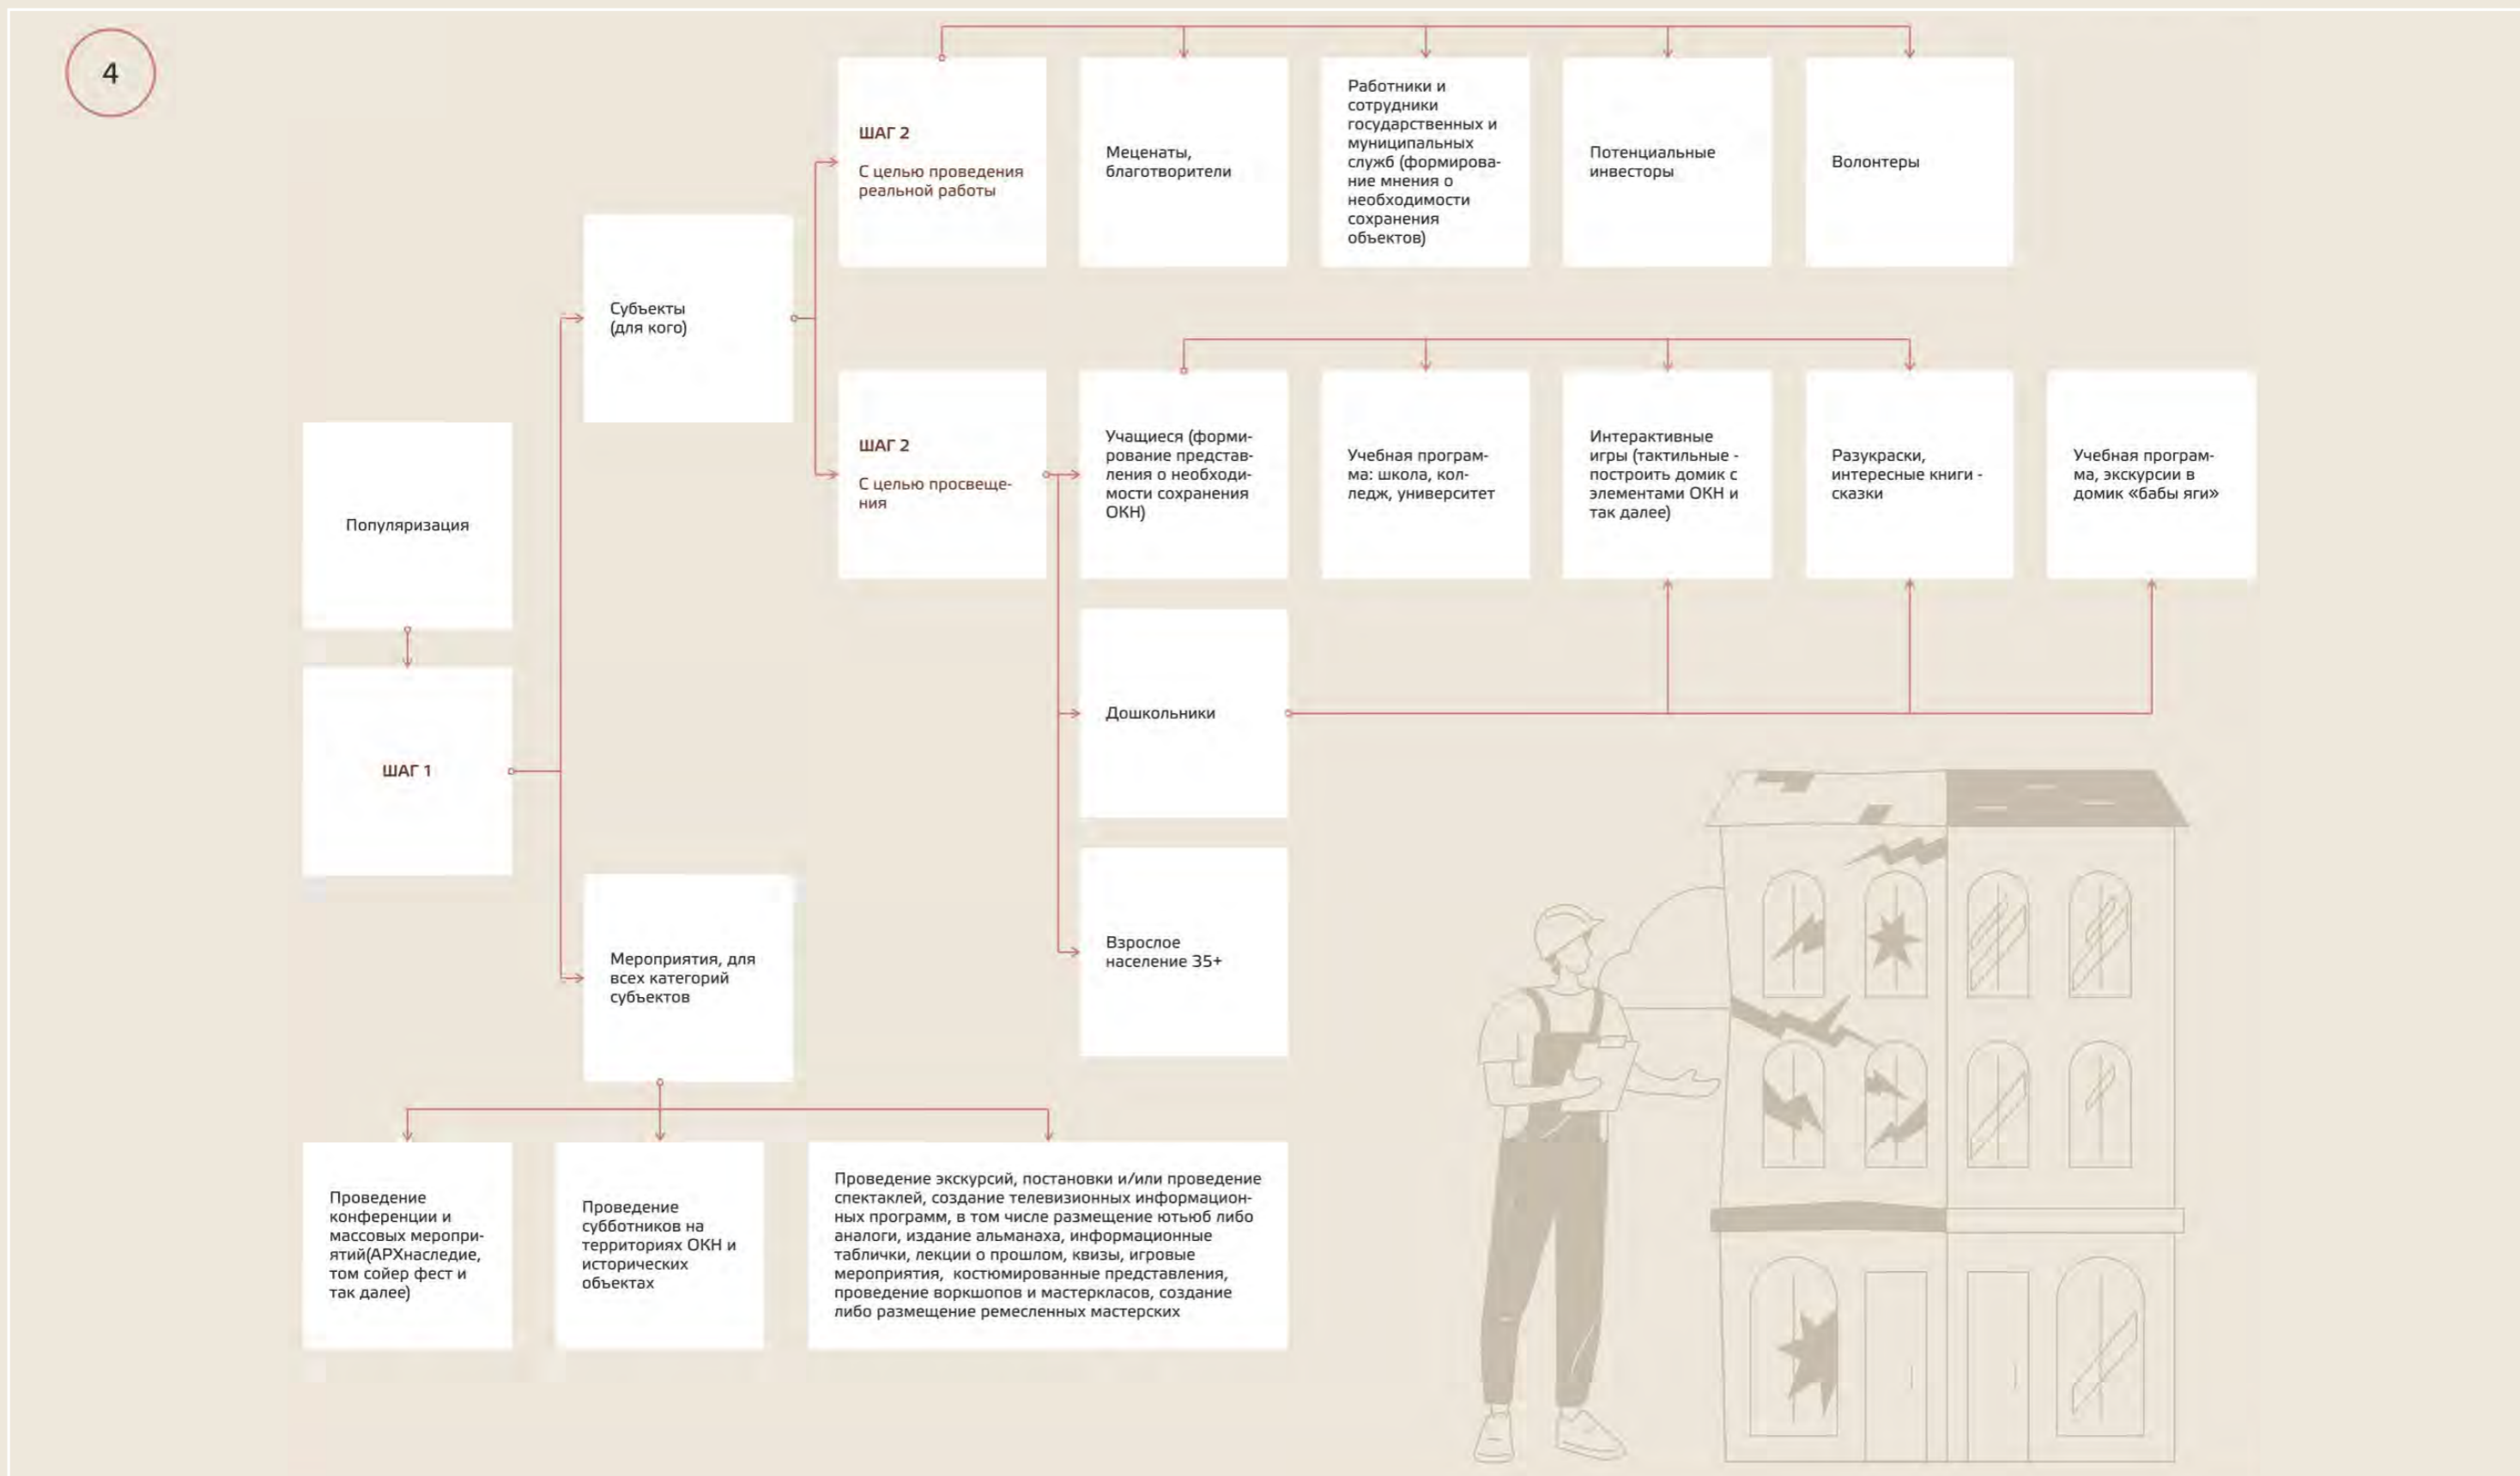 4
ШАГ 2
С целью проведения
реальной работы
Меценаты,
благотворители
Работники и
сотрудники
государственных и
муниципальных
служб (формирова-
ние мнения о
необходимости
сохранения
объектов)
Потенциальные
инвесторы
Волонтеры
Субъекты
(для кого)
ШАГ 2
С целью просвеще-
ния
Учащиеся (форми-
рование представ-
ления о необходи-
мости сохранения
ОКН)
Учебная програм-
ма: школа, кол-
ледж, университет
Интерактивные
игры (тактильные -
построить домик с
элементами ОКН и
так далее)
Разукраски,
интересные книги -
сказки
Учебная програм-
ма, экскурсии в
домик «бабы яги»
Популяризация
ШАГ 1
Дошкольники
Взрослое
население 35+
Мероприятия, для
всех категорий
субъектов
Проведение
конференции и
массовых меропри-
ятий(АРХнаследие,
том сойер фест и
так далее)
Проведение
субботников на
территориях ОКН и
исторических
объектах
Проведение экскурсий, постановки и/или проведение
спектаклей, создание телевизионных информацион-
ных программ, в том числе размещение ютьюб либо
аналоги, издание альманаха, информационные
таблички, лекции о прошлом, квизы, игровые
мероприятия,  костюмированные представления,
проведение воркшопов и мастеркласов, создание
либо размещение ремесленных мастерских